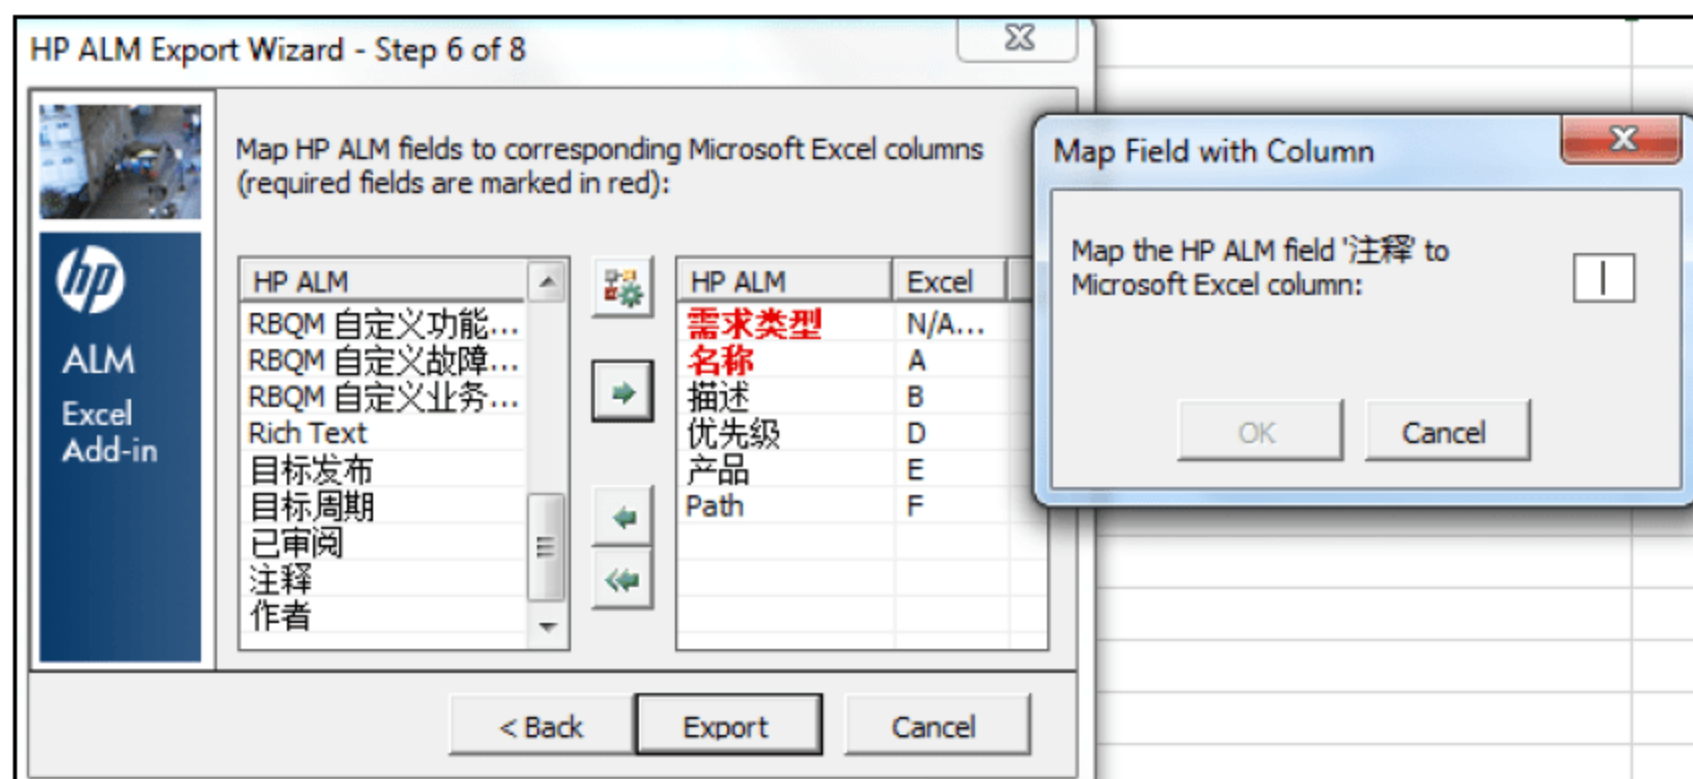 HP ALM Export Wizard - Step 6 of 8
Map HP ALM fields to corresponding Microsoft Excel columns
(required fields are marked in red):
hp
ALM
Excel
Add-in
HP ALM
RBQM 自定义功能...
RBQM 自定义故障...
RBQM 自定义业务...
Rich Text
目标发布
目标周期
已审阅
注释
作者
HP ALM Excel
需求类型 N/A...
名称 A
描述 B
优先级 D
产品 E
Path F
< Back Export Cancel
Map Field with Column
Map the HP ALM field '注释' to
Microsoft Excel column:
OK Cancel